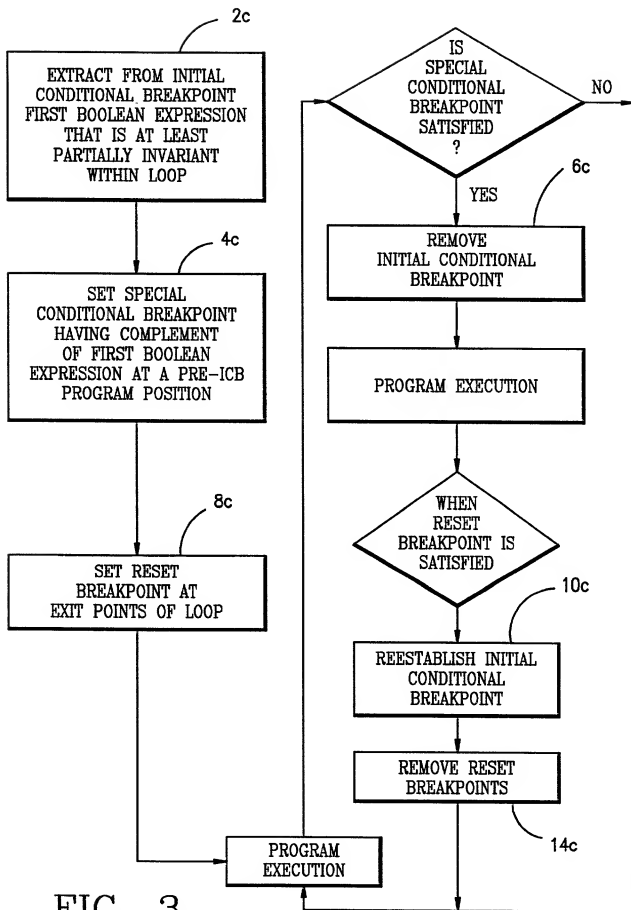 2c
EXTRACT FROM INITIAL
CONDITIONAL BREAKPOINT
FIRST BOOLEAN EXPRESSION
THAT IS AT LEAST
PARTIALLY INVARIANT
WITHIN LOOP
4c
SET SPECIAL
CONDITIONAL BREAKPOINT
HAVING COMPLEMENT
OF FIRST BOOLEAN
EXPRESSION AT A PRE-ICB
PROGRAM POSITION
8c
SET RESET
BREAKPOINT AT
EXIT POINTS OF LOOP
PROGRAM
EXECUTION
IS
SPECIAL
CONDITIONAL
BREAKPOINT
SATISFIED
?
NO
YES
6c
REMOVE
INITIAL CONDITIONAL
BREAKPOINT
PROGRAM EXECUTION
WHEN
RESET
BREAKPOINT IS
SATISFIED
10c
REESTABLISH INITIAL
CONDITIONAL
BREAKPOINT
REMOVE RESET
BREAKPOINTS
14c
FIG. 3